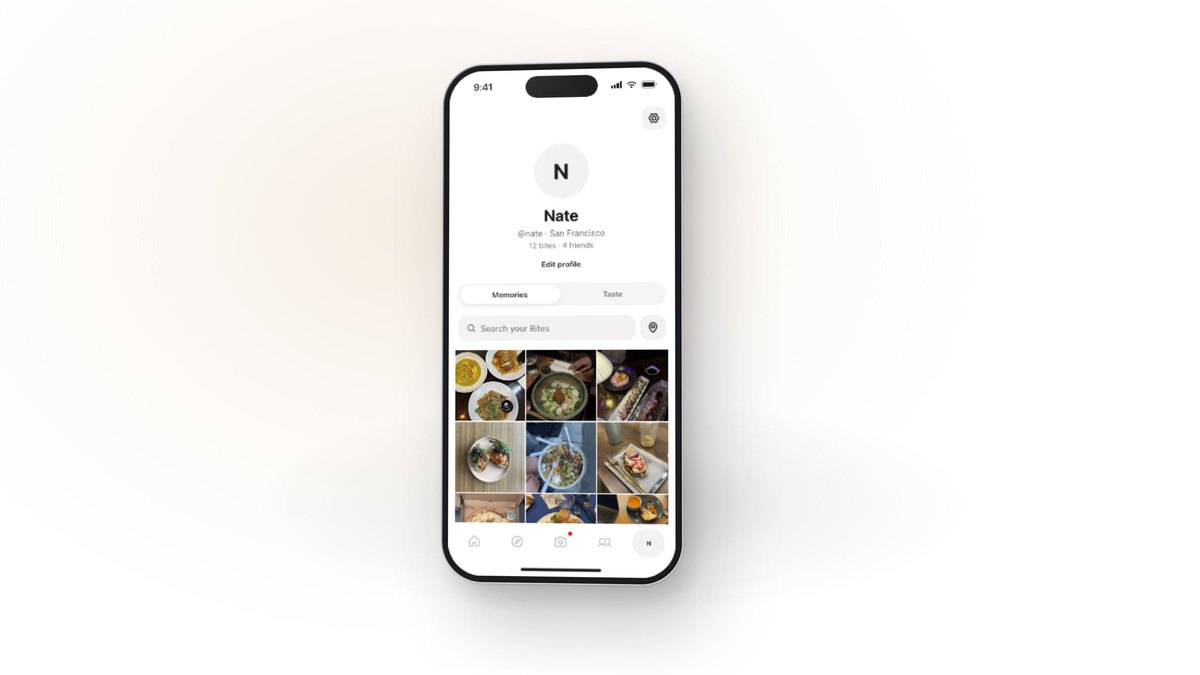 9:41
N
Nate
@nate · San Francisco
12 bites · 4 friends
Edit profile
Memories Taste
Search your Bites
N